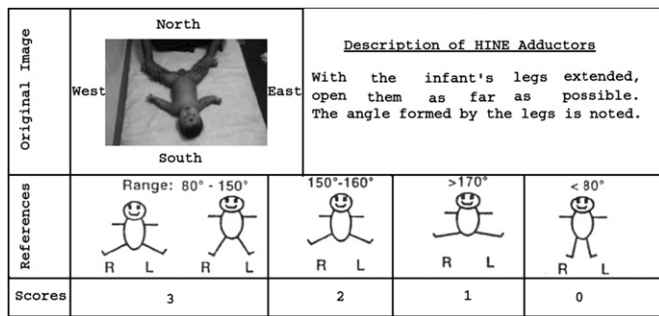 Original Image
North
West
East
South
Description of HINE Adductors
With the infant's legs extended,
open them as far as possible.
The angle formed by the legs is noted.
References
Range: 80° - 150°
150°-160°
>170°
< 80°
R L R L R L R L R L
Scores 3 2 1 0